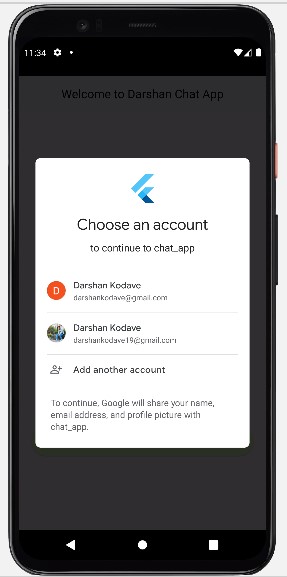 11:34
Welcome to Darshan Chat App
Choose an account
to continue to chat_app
D
Darshan Kodave
darshankodave@gmail.com
Darshan Kodave
darshankodave19@gmail.com
Add another account
To continue, Google will share your name,
email address, and profile picture with
chat_app.